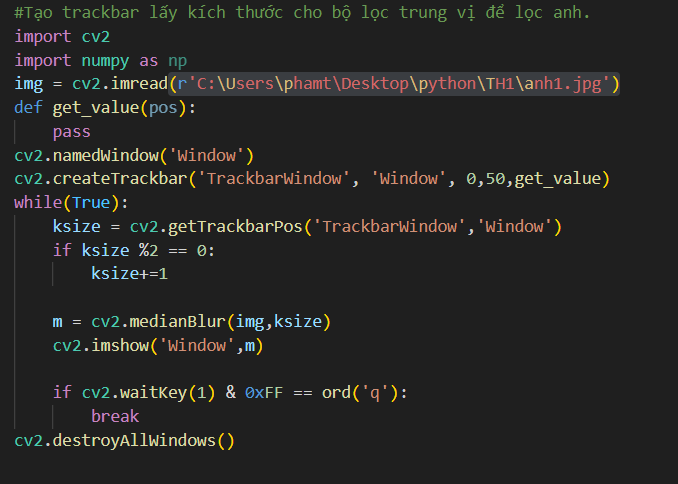 #Tạo trackbar lấy kích thước cho bộ lọc trung vị để lọc anh.
import cv2
import numpy as np
img = cv2.imread(r'C:\Users\phamt\Desktop\python\TH1\anh1.jpg')
def get_value(pos):
    pass
cv2.namedWindow('Window')
cv2.createTrackbar('TrackbarWindow', 'Window', 0,50,get_value)
while(True):
    ksize = cv2.getTrackbarPos('TrackbarWindow','Window')
    if ksize %2 == 0:
        ksize+=1
    m = cv2.medianBlur(img,ksize)
    cv2.imshow('Window',m)
    if cv2.waitKey(1) & 0xFF == ord('q'):
        break
cv2.destroyAllWindows()